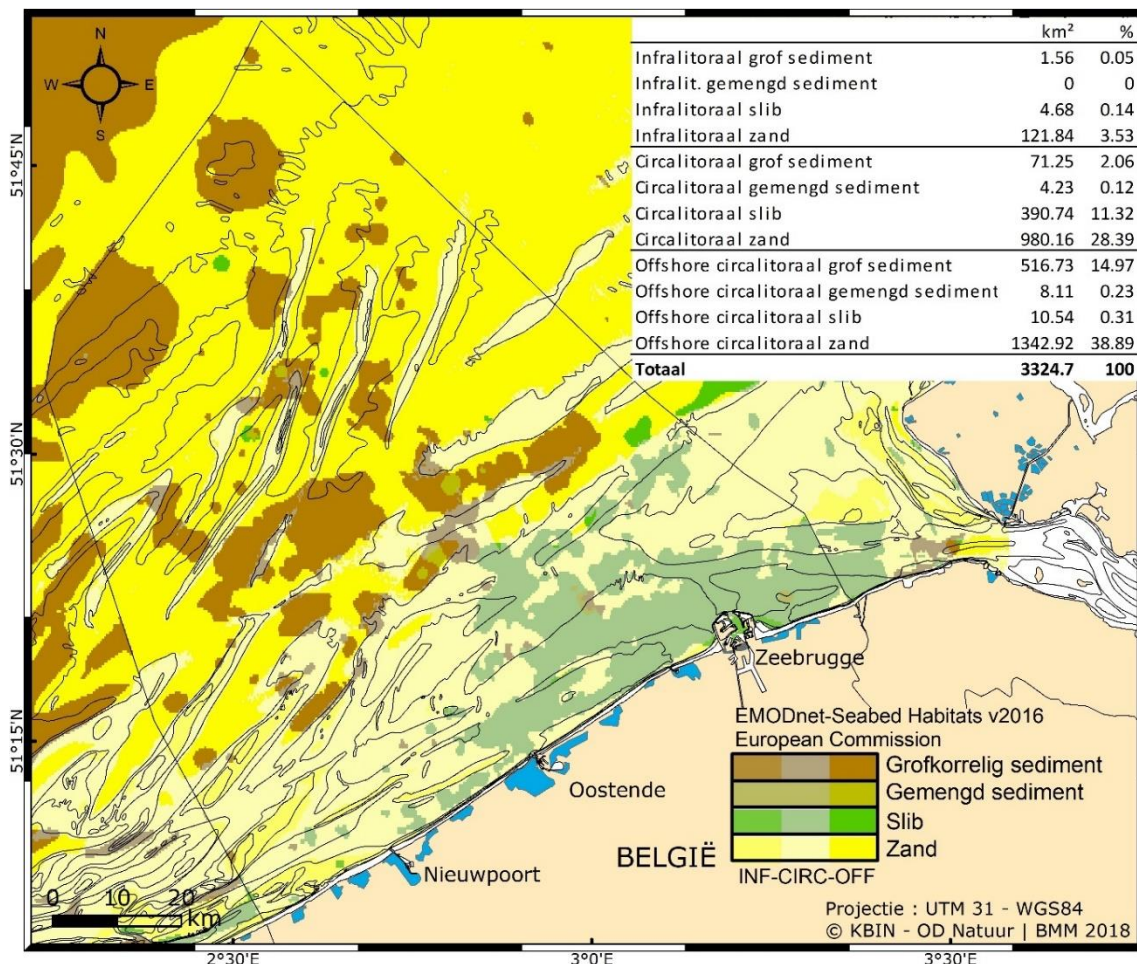 km² %
Infralitoraal grof sediment 1.56 0.05
Infralit. gemengd sediment 0 0
Infralitoraal slib 4.68 0.14
Infralitoraal zand 121.84 3.53
Circalitoraal grof sediment 71.25 2.06
Circalitoraal gemengd sediment 4.23 0.12
Circalitoraal slib 390.74 11.32
Circalitoraal zand 980.16 28.39
Offshore circalitoraal grof sediment 516.73 14.97
Offshore circalitoraal gemengd sediment 8.11 0.23
Offshore circalitoraal slib 10.54 0.31
Offshore circalitoraal zand 1342.92 38.89
Totaal 3324.7 100
N
W E
S
51°45'N
51°30'N
51°15'N
Zeebrugge
Oostende
Nieuwpoort
BELGIË
EMODnet-Seabed Habitats v2016
European Commission
Grofkorrelig sediment
Gemengd sediment
Slib
Zand
INF-CIRC-OFF
0 10 20
km
Projectie : UTM 31 - WGS84
© KBIN - OD Natuur | BMM 2018
2°30'E 3°0'E 3°30'E